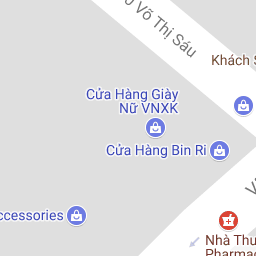 Võ Thị Sáu
Khách S
Cửa Hàng Giày
Nữ VNXK
Cửa Hàng Bin Ri
ccessories
Nhà Thu
Pharmac